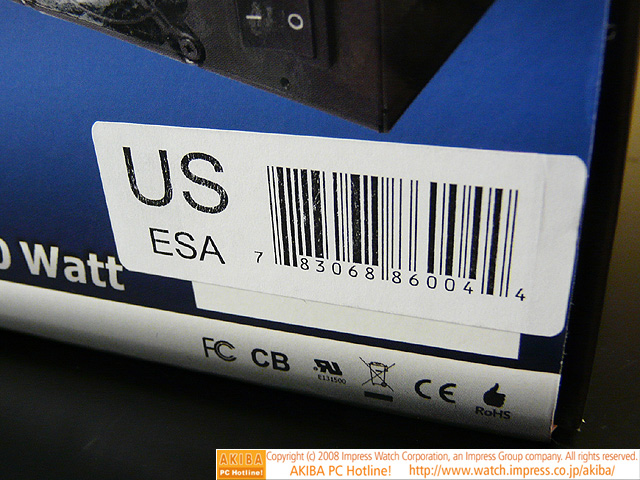 US
ESA
7 83068 86004 4
0 Watt
FC CB RU CE
E131500
RoHS
AKIBA
PC Hotline!
Copyright (c) 2008 Impress Watch Corporation, an Impress Group company. All rights reserved.
AKIBA PC Hotline! http://www.watch.impress.co.jp/akiba/